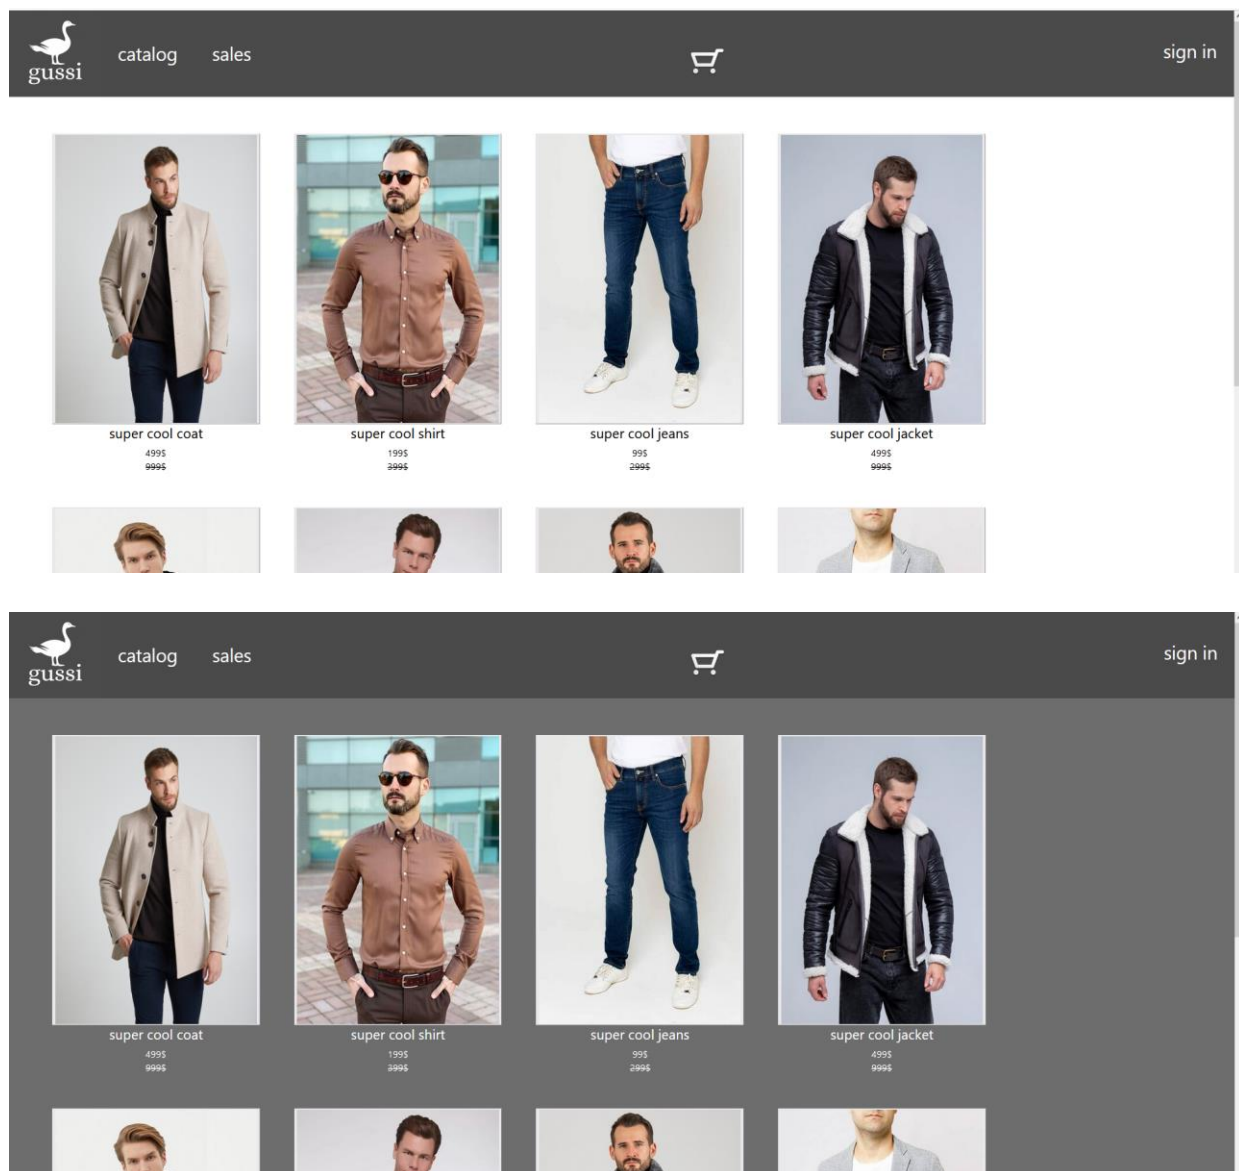 gussi
catalog sales sign in
super cool coat super cool shirt super cool jeans super cool jacket
499$ 199$ 99$ 499$
999$ 399$ 299$ 999$
gussi
catalog sales sign in
super cool coat super cool shirt super cool jeans super cool jacket
499$ 199$ 99$ 499$
999$ 399$ 299$ 999$